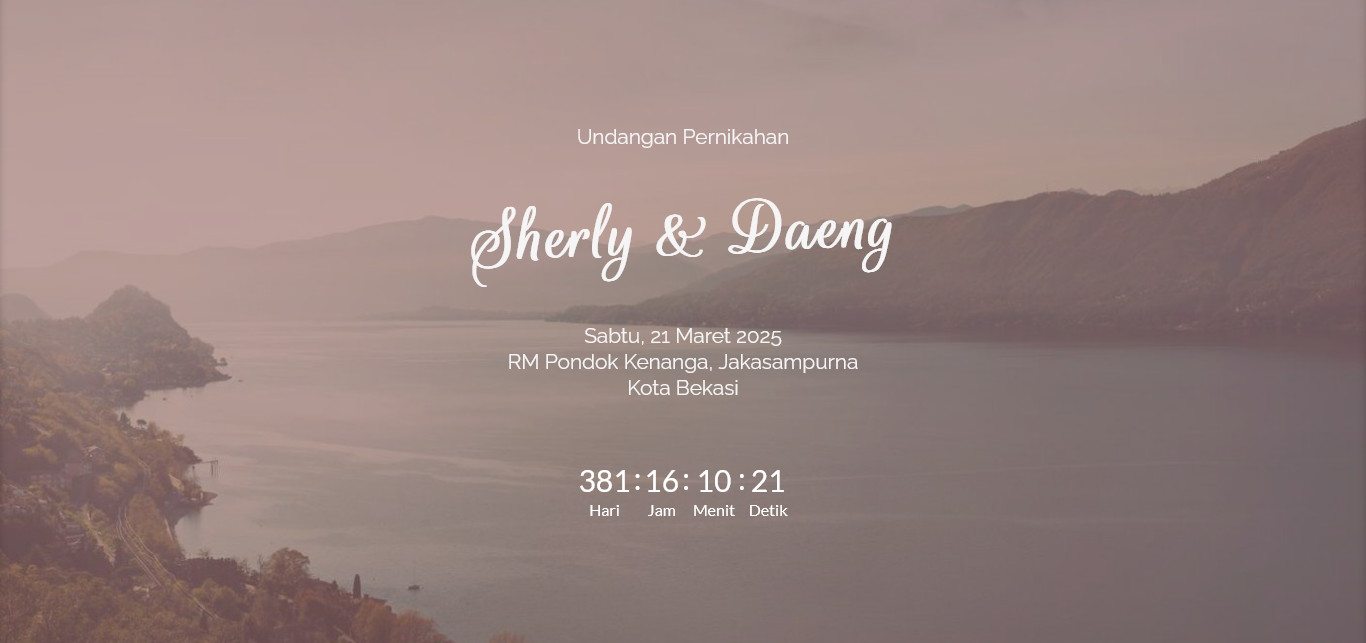 Undangan Pernikahan
Sherly & Daeng
Sabtu, 21 Maret 2025
RM Pondok Kenanga, Jakasampurna
Kota Bekasi
381 : 16 : 10 : 21
Hari Jam Menit Detik